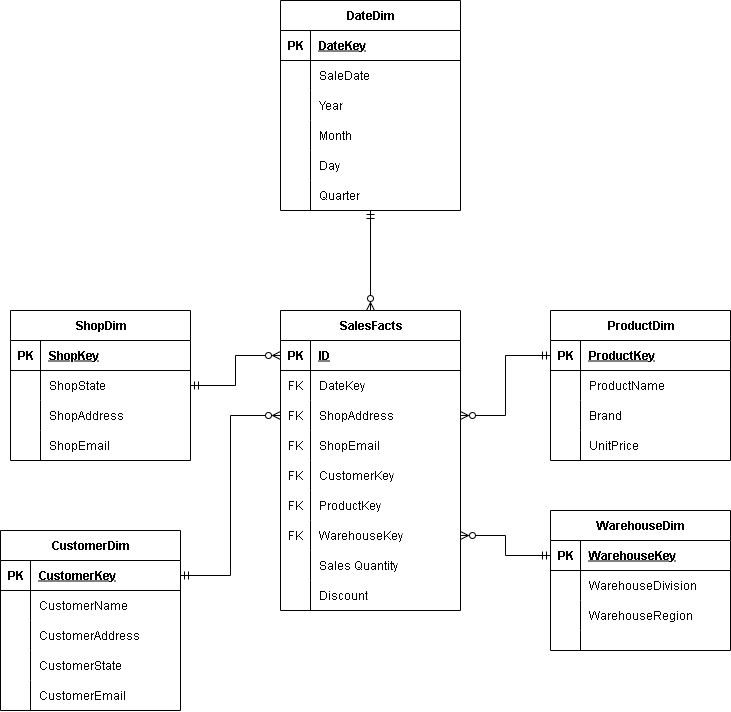 DateDim
PK DateKey
SaleDate
Year
Month
Day
Quarter
ShopDim
PK ShopKey
ShopState
ShopAddress
ShopEmail
SalesFacts
PK ID
FK DateKey
FK ShopAddress
FK ShopEmail
FK CustomerKey
FK ProductKey
FK WarehouseKey
Sales Quantity
Discount
ProductDim
PK ProductKey
ProductName
Brand
UnitPrice
CustomerDim
PK CustomerKey
CustomerName
CustomerAddress
CustomerState
CustomerEmail
WarehouseDim
PK WarehouseKey
WarehouseDivision
WarehouseRegion